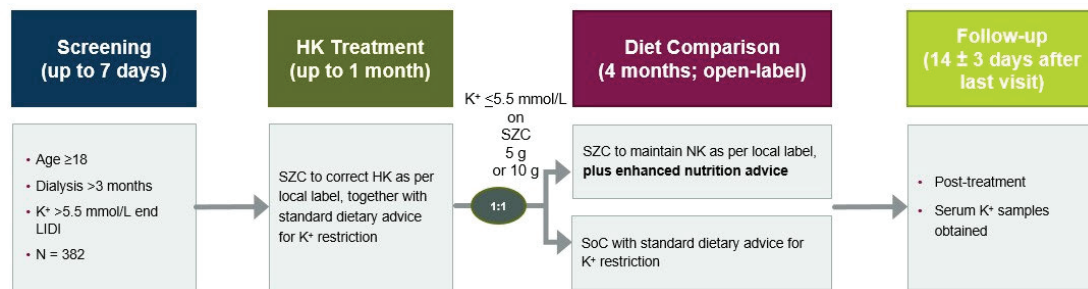 Screening
(up to 7 days)
• Age ≥18
• Dialysis >3 months
• K⁺ >5.5 mmol/L end
LIDI
• N = 382
HK Treatment
(up to 1 month)
SZC to correct HK as per
local label, together with
standard dietary advice
for K⁺ restriction
K⁺ ≤5.5 mmol/L
on
SZC
5 g
or 10 g
1:1
Diet Comparison
(4 months; open-label)
SZC to maintain NK as per local label,
plus enhanced nutrition advice
SoC with standard dietary advice for
K⁺ restriction
Follow-up
(14 ± 3 days after
last visit)
• Post-treatment
• Serum K⁺ samples
obtained